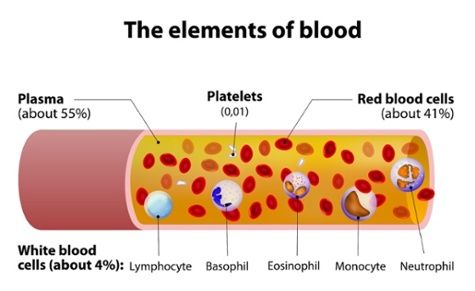 The elements of blood
Plasma
(about 55%)
Platelets
(0,01)
Red blood cells
(about 41%)
White blood
cells (about 4%): Lymphocyte Basophil Eosinophil Monocyte Neutrophil